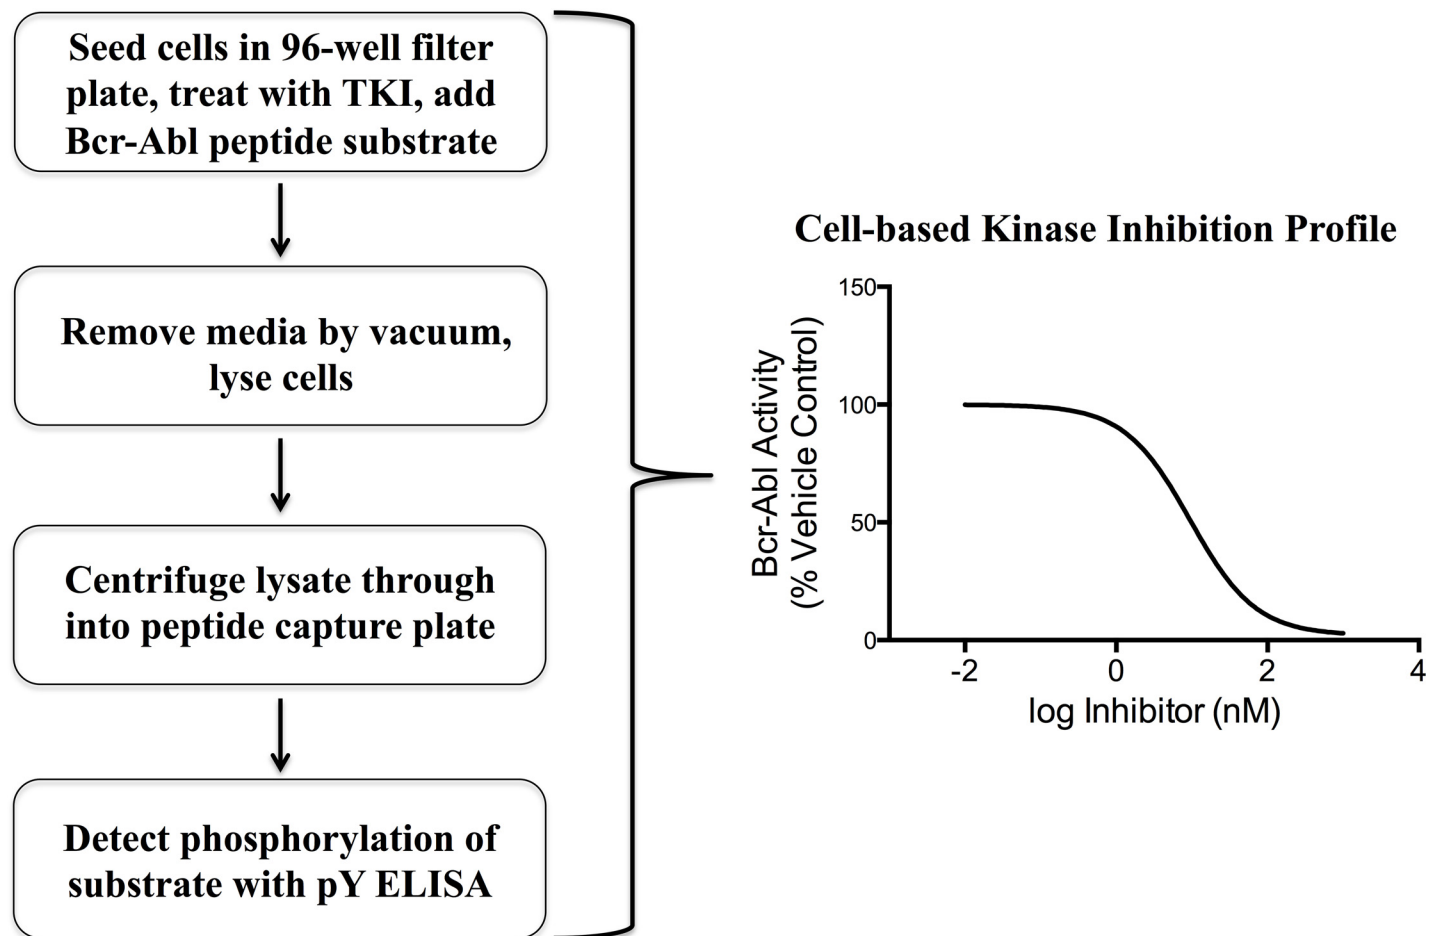 Seed cells in 96-well filter
plate, treat with TKI, add
Bcr-Abl peptide substrate
Remove media by vacuum,
lyse cells
Centrifuge lysate through
into peptide capture plate
Detect phosphorylation of
substrate with pY ELISA
Cell-based Kinase Inhibition Profile
Bcr-Abl Activity
(% Vehicle Control)
150
100
50
0
-2 0 2 4
log Inhibitor (nM)